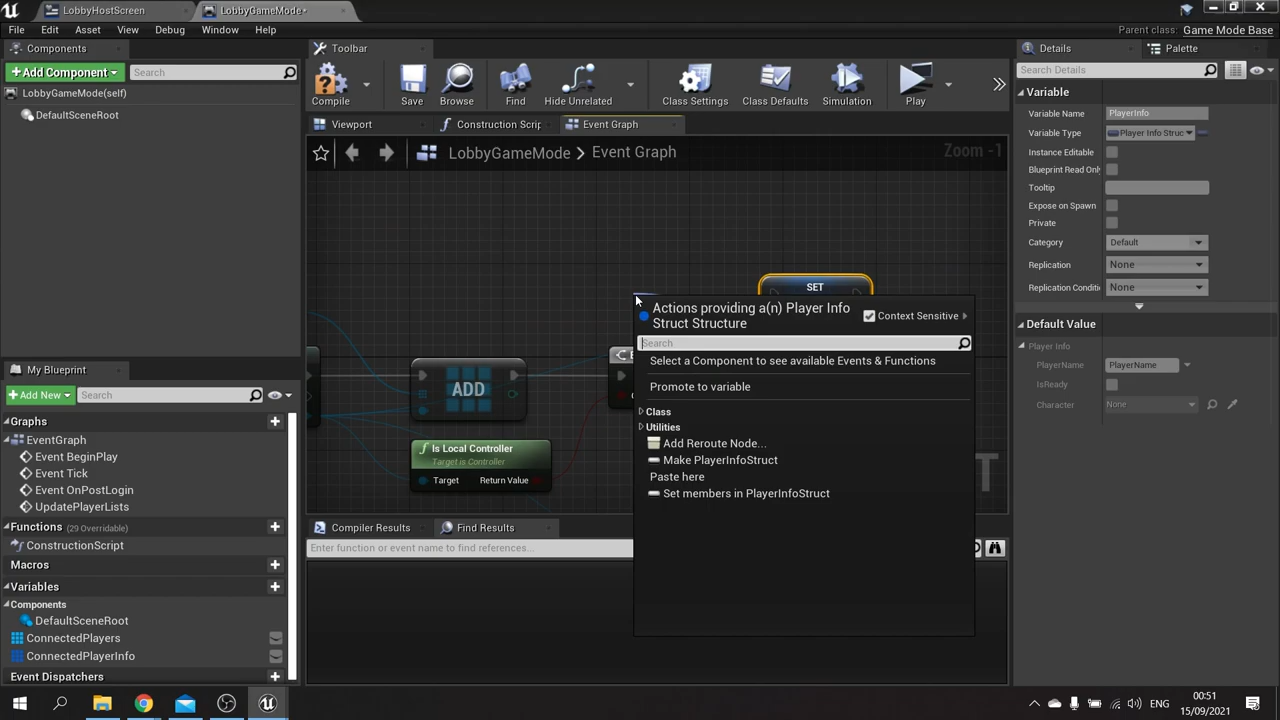 LobbyHostScreen
LobbyGameMode*
File Edit Asset View Debug Window Help
Parent class: Game Mode Base
Components
Toolbar
Details
Palette
Add Component
Search
Search Details
LobbyGameMode(self)
DefaultSceneRoot
Compile
Save
Browse
Find
Hide Unrelated
Class Settings
Class Defaults
Simulation
Play
Viewport
Construction Scrip
Event Graph
LobbyGameMode > Event Graph
Zoom -1
Variable
Variable Name PlayerInfo
Variable Type Player Info Struc
Instance Editable
Blueprint Read Only
Tooltip
Expose on Spawn
Private
Category Default
Replication None
Replication Conditi None
Default Value
Player Info
PlayerName PlayerName
IsReady
Character None
SET
ADD
Is Local Controller
Target is Controller
Target Return Value
Actions providing a(n) Player Info
Struct Structure
Context Sensitive
Search
Select a Component to see available Events & Functions
Promote to variable
Class
Utilities
Add Reroute Node...
Make PlayerInfoStruct
Paste here
Set members in PlayerInfoStruct
My Blueprint
Add New
Search
Graphs
EventGraph
Event BeginPlay
Event Tick
Event OnPostLogin
UpdatePlayerLists
Functions (29 Overridable)
ConstructionScript
Macros
Variables
Components
DefaultSceneRoot
ConnectedPlayers
ConnectedPlayerInfo
Event Dispatchers
Compiler Results
Find Results
Enter function or event name to find references...
ENG
00:51
15/09/2021